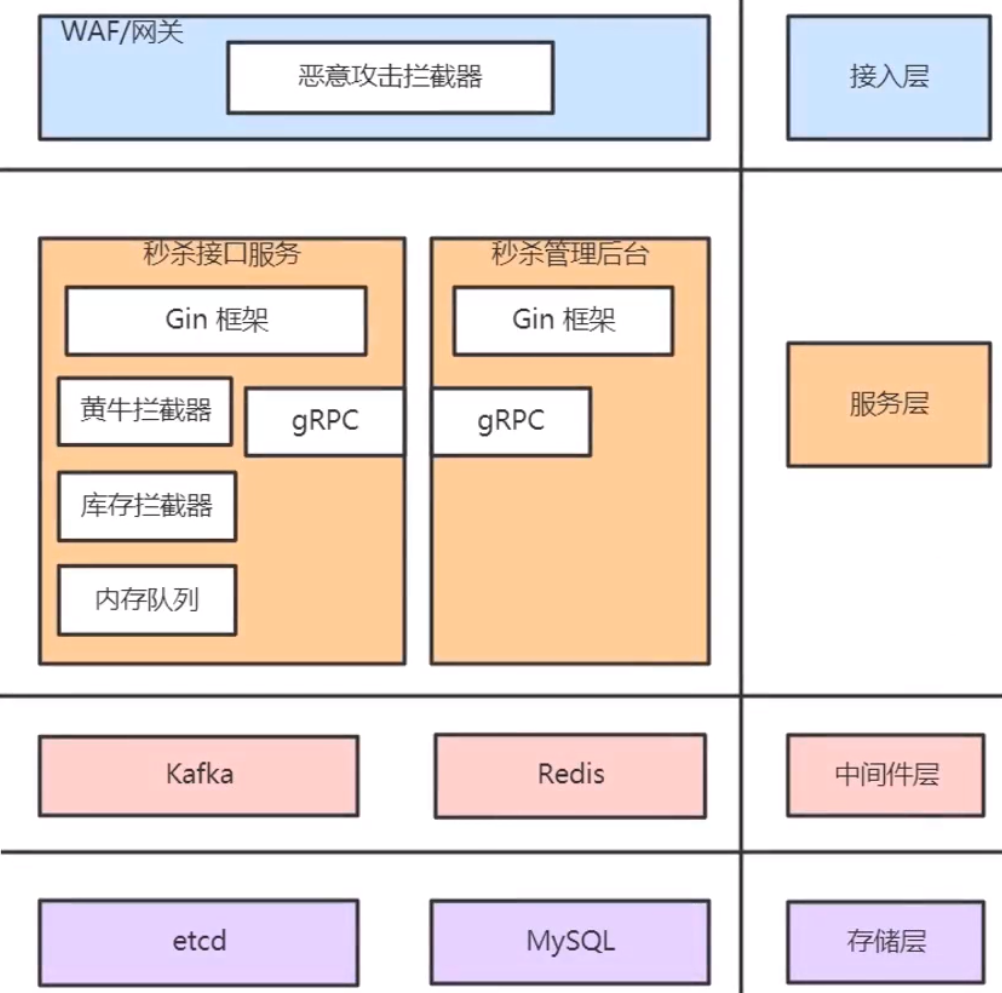 WAF/网关
恶意攻击拦截器
接入层
秒杀接口服务
秒杀管理后台
Gin 框架
Gin 框架
黄牛拦截器
gRPC
gRPC
服务层
库存拦截器
内存队列
Kafka
Redis
中间件层
etcd
MySQL
存储层